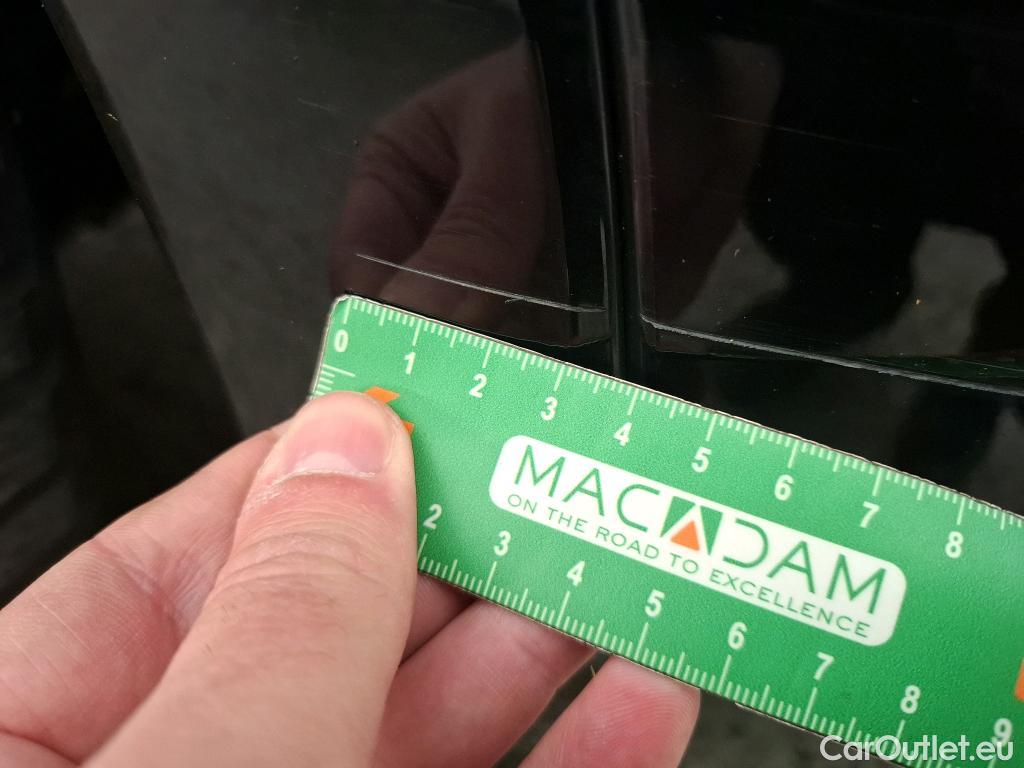 0 1 2 3 4 5 6 7 8
MACADAM
ON THE ROAD TO EXCELLENCE
2 3 4 5 6 7 8 9
CarOutlet.eu